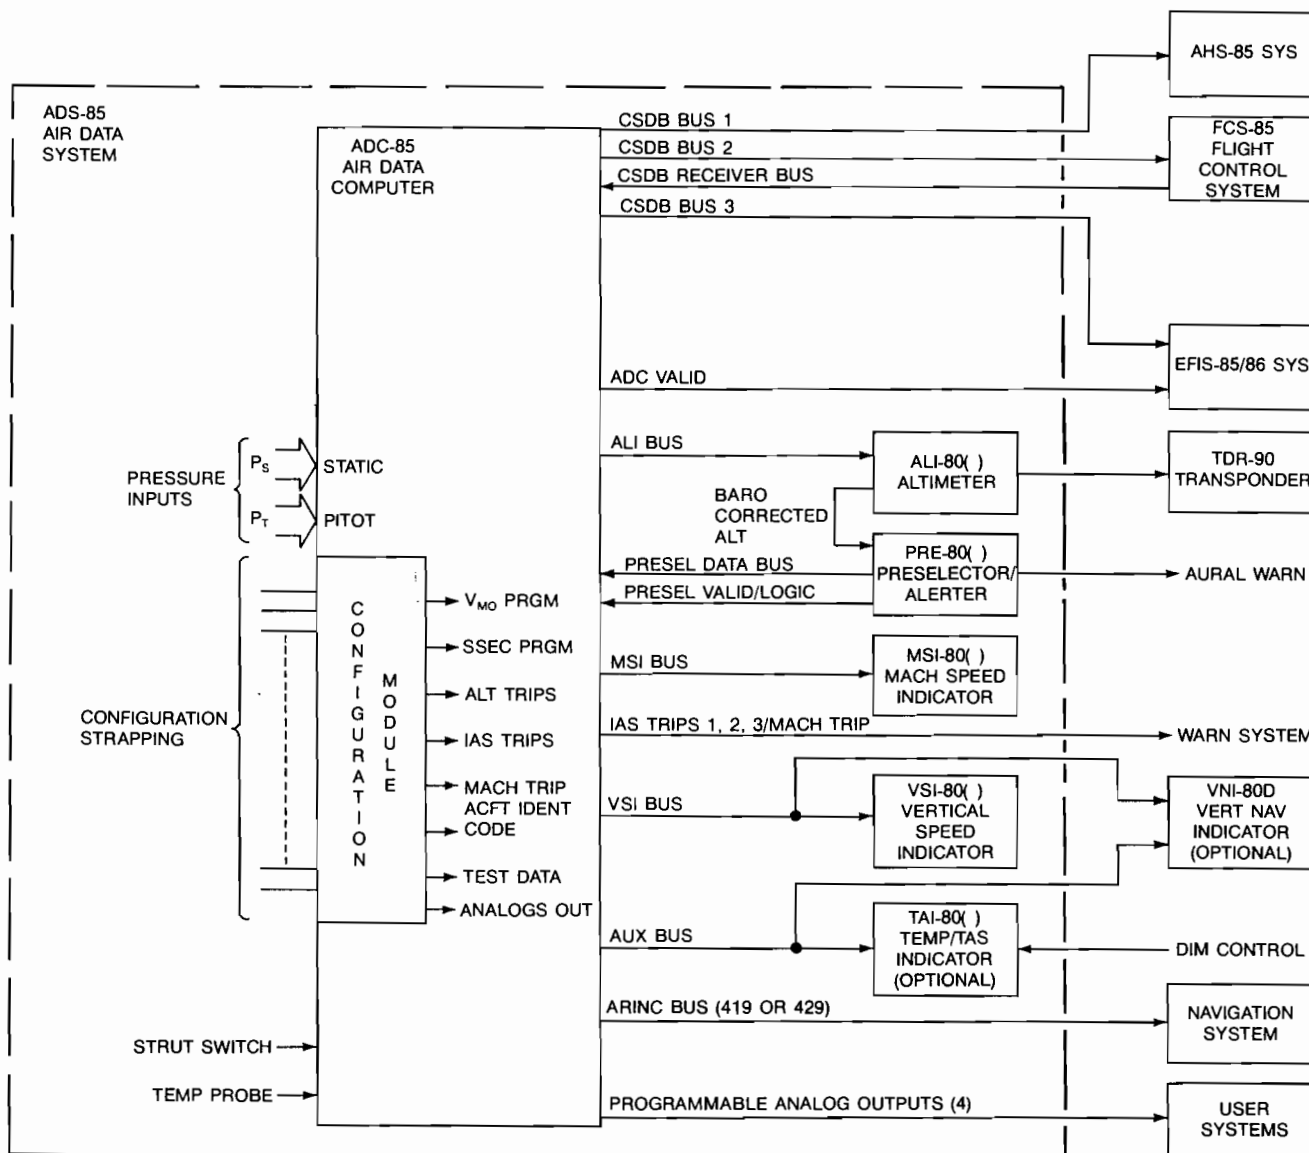 ADS-85
AIR DATA
SYSTEM
ADC-85
AIR DATA
COMPUTER
CSDB BUS 1
CSDB BUS 2
CSDB RECEIVER BUS
CSDB BUS 3
AHS-85 SYS
FCS-85
FLIGHT
CONTROL
SYSTEM
ADC VALID
EFIS-85/86 SYS
PRESSURE
INPUTS
PS
STATIC
PT
PITOT
ALI BUS
ALI-80( )
ALTIMETER
TDR-90
TRANSPONDER
BARO
CORRECTED
ALT
PRESEL DATA BUS
PRESEL VALID/LOGIC
PRE-80( )
PRESELECTOR/
ALERTER
AURAL WARN
CONFIGURATION
STRAPPING
CONFIGURATION
MODULE
VMO PRGM
SSEC PRGM
ALT TRIPS
IAS TRIPS
MACH TRIP
ACFT IDENT
CODE
TEST DATA
ANALOGS OUT
MSI BUS
MSI-80( )
MACH SPEED
INDICATOR
IAS TRIPS 1, 2, 3/MACH TRIP
WARN SYSTEM
VSI BUS
VSI-80( )
VERTICAL
SPEED
INDICATOR
VNI-80D
VERT NAV
INDICATOR
(OPTIONAL)
AUX BUS
TAI-80( )
TEMP/TAS
INDICATOR
(OPTIONAL)
DIM CONTROL
ARINC BUS (419 OR 429)
NAVIGATION
SYSTEM
STRUT SWITCH
TEMP PROBE
PROGRAMMABLE ANALOG OUTPUTS (4)
USER
SYSTEMS